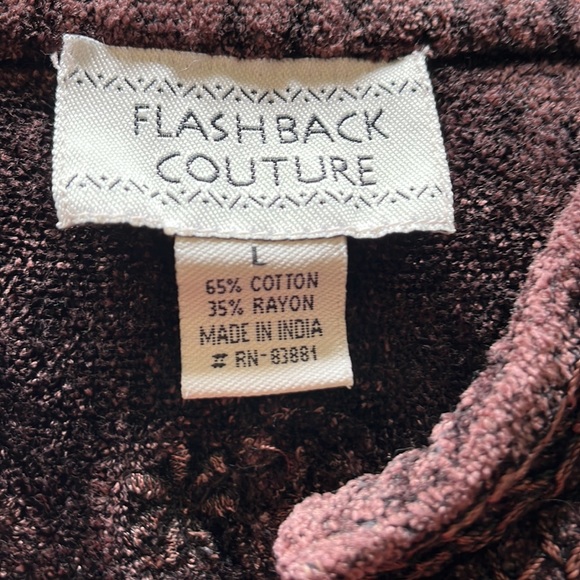 FLASHBACK
COUTURE
L
65% COTTON
35% RAYON
MADE IN INDIA
# RN-83881